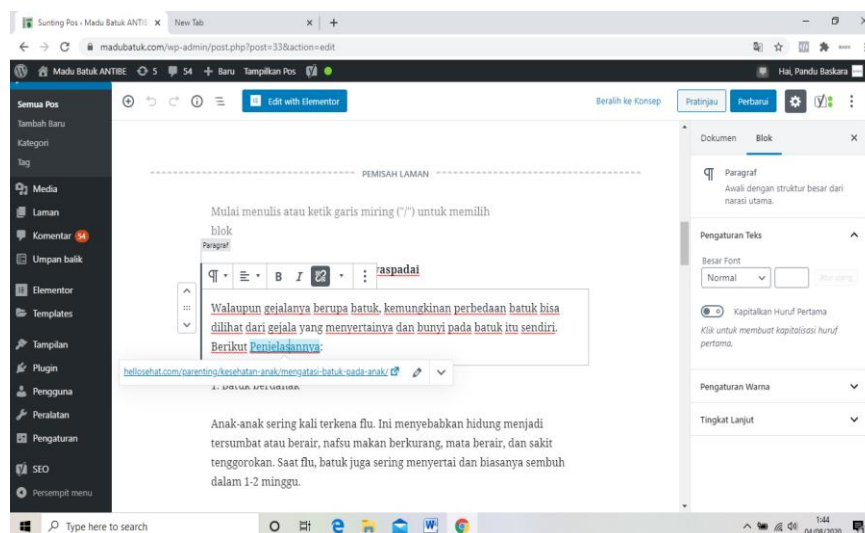 Sunting Pos ‹ Madu Batuk ANTI
New Tab
madubatuk.com/wp-admin/post.php?post=33&action=edit
Madu Batuk ANTIBE 5 54 + Baru Tampilkan Pos
Hai, Pandu Baskara
Semua Pos
Tambah Baru
Kategori
Tag
Media
Laman
Komentar 54
Umpan balik
Elementor
Templates
Tampilan
Plugin
Pengguna
Peralatan
Pengaturan
SEO
Persempit menu
Edit with Elementor
Beralih ke Konsep
Pratinjau
Perbarui
PEMISAH LAMAN
Mulai menulis atau ketik garis miring ("/") untuk memilih
blok
Paragraf
B I
Walaupun gejalanya berupa batuk, kemungkinan perbedaan batuk bisa
dilihat dari gejala yang menyertainya dan bunyi pada batuk itu sendiri.
Berikut Penjelasannya:
hellosehat.com/parenting/kesehatan-anak/mengatasi-batuk-pada-anak/
1. Batuk berdahak
Anak-anak sering kali terkena flu. Ini menyebabkan hidung menjadi
tersumbat atau berair, nafsu makan berkurang, mata berair, dan sakit
tenggorokan. Saat flu, batuk juga sering menyertai dan biasanya sembuh
dalam 1-2 minggu.
Dokumen
Blok
Paragraf
Awali dengan struktur besar dari
narasi utama.
Pengaturan Teks
Besar Font
Normal
Kapitalkan Huruf Pertama
Klik untuk membuat kapitalisasi huruf
pertama.
Pengaturan Warna
Tingkat Lanjut
Type here to search
1:44
04/08/2020